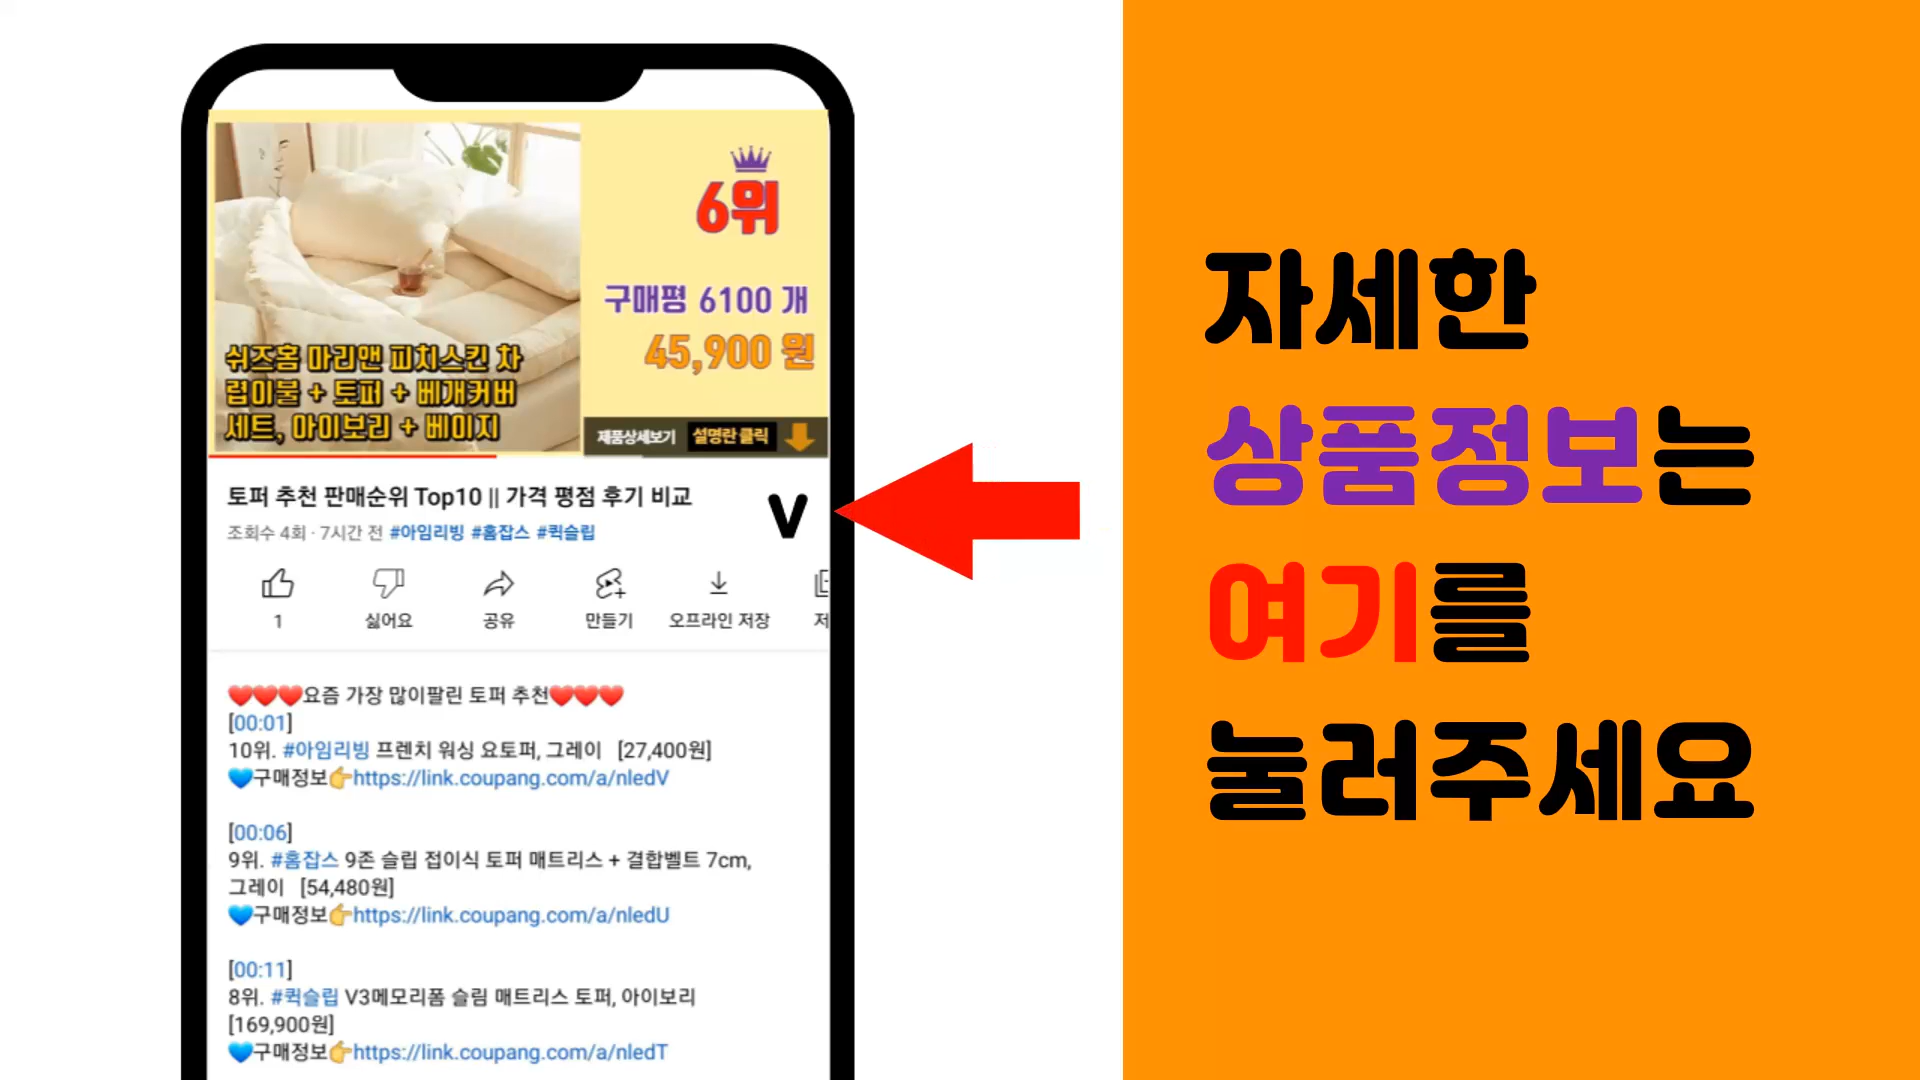 6위
구매평 6100 개
45,900 원
쉬즈홈 마리앤 피치스킨 차
렵이불 + 토퍼 + 베개커버
세트, 아이보리 + 베이지
제품상세보기 설명란 클릭
토퍼 추천 판매순위 Top10 || 가격 평점 후기 비교
V
조회수 4회 · 7시간 전 #아임리빙 #홈잡스 #퀵슬립
1 싫어요 공유 만들기 오프라인 저장 저
❤️❤️❤️요즘 가장 많이팔린 토퍼 추천❤️❤️❤️
[00:01]
10위. #아임리빙 프렌치 워싱 요토퍼, 그레이 [27,400원]
💙구매정보👉https://link.coupang.com/a/nledV
[00:06]
9위. #홈잡스 9존 슬립 접이식 토퍼 매트리스 + 결합벨트 7cm,
그레이 [54,480원]
💙구매정보👉https://link.coupang.com/a/nledU
[00:11]
8위. #퀵슬립 V3메모리폼 슬림 매트리스 토퍼, 아이보리
[169,900원]
💙구매정보👉https://link.coupang.com/a/nledT
자세한
상품정보는
여기를
눌러주세요